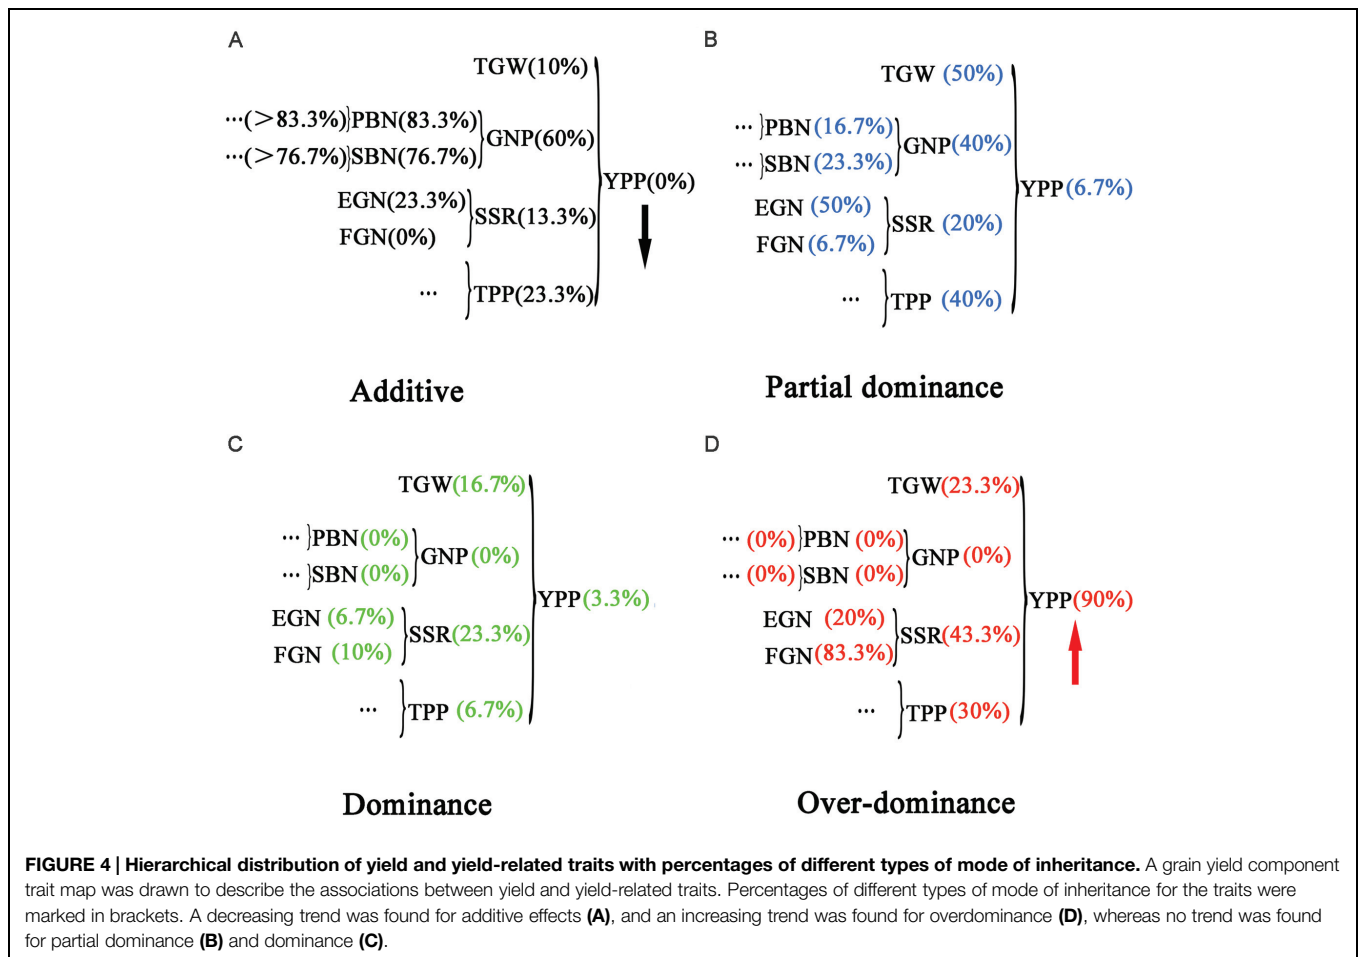 A
TGW(10%)
···(>83.3%)}PBN(83.3%)
GNP(60%)
···(>76.7%)}SBN(76.7%)
YPP(0%)
EGN(23.3%)
SSR(13.3%)
FGN(0%)
··· TPP(23.3%)
Additive
B
TGW (50%)
··· }PBN(16.7%)
GNP(40%)
··· }SBN(23.3%)
YPP(6.7%)
EGN (50%)
SSR (20%)
FGN(6.7%)
··· TPP (40%)
Partial dominance
C
TGW(16.7%)
··· }PBN(0%)
GNP(0%)
··· }SBN(0%)
YPP(3.3%)
EGN (6.7%)
SSR(23.3%)
FGN (10%)
··· TPP (6.7%)
Dominance
D
TGW(23.3%)
··· (0%)}PBN (0%)
GNP(0%)
··· (0%)}SBN (0%)
YPP(90%)
EGN (20%)
SSR(43.3%)
FGN(83.3%)
··· TPP(30%)
Over-dominance
FIGURE 4 | Hierarchical distribution of yield and yield-related traits with percentages of different types of mode of inheritance. A grain yield component
trait map was drawn to describe the associations between yield and yield-related traits. Percentages of different types of mode of inheritance for the traits were
marked in brackets. A decreasing trend was found for additive effects (A), and an increasing trend was found for overdominance (D), whereas no trend was found
for partial dominance (B) and dominance (C).